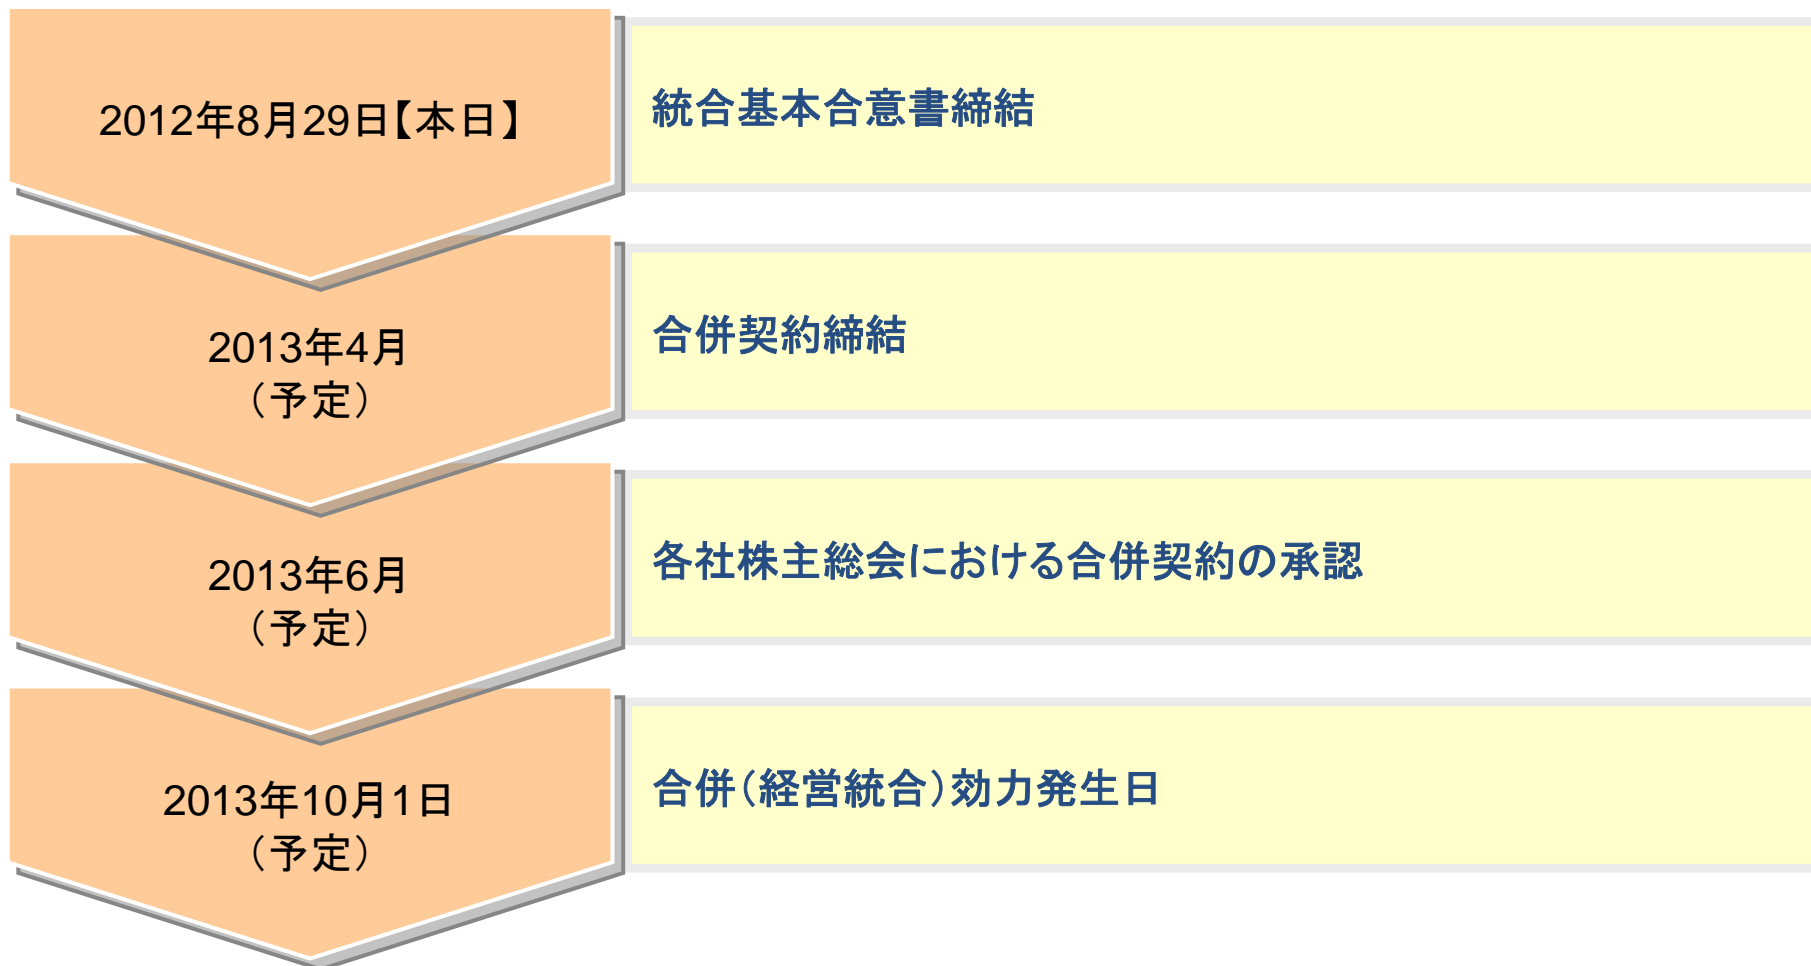 2012年8月29日【本日】
統合基本合意書締結
2013年4月
（予定）
合併契約締結
2013年6月
（予定）
各社株主総会における合併契約の承認
2013年10月1日
（予定）
合併（経営統合）効力発生日